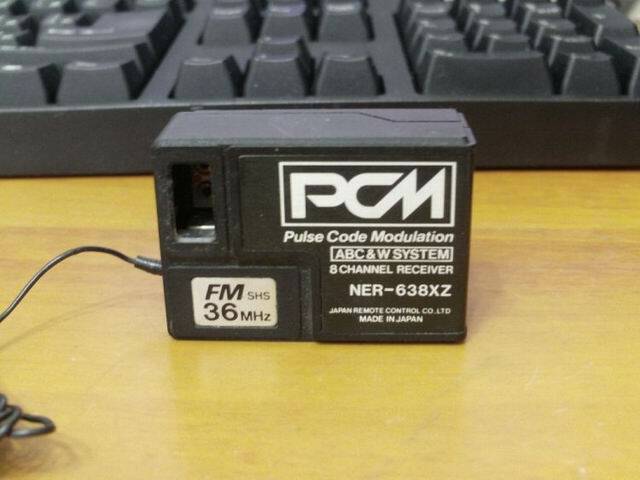 PCM
Pulse Code Modulation
ABC&W SYSTEM
8 CHANNEL RECEIVER
NER-638XZ
JAPAN REMOTE CONTROL CO.,LTD
MADE IN JAPAN
FM SHS
36 MHz